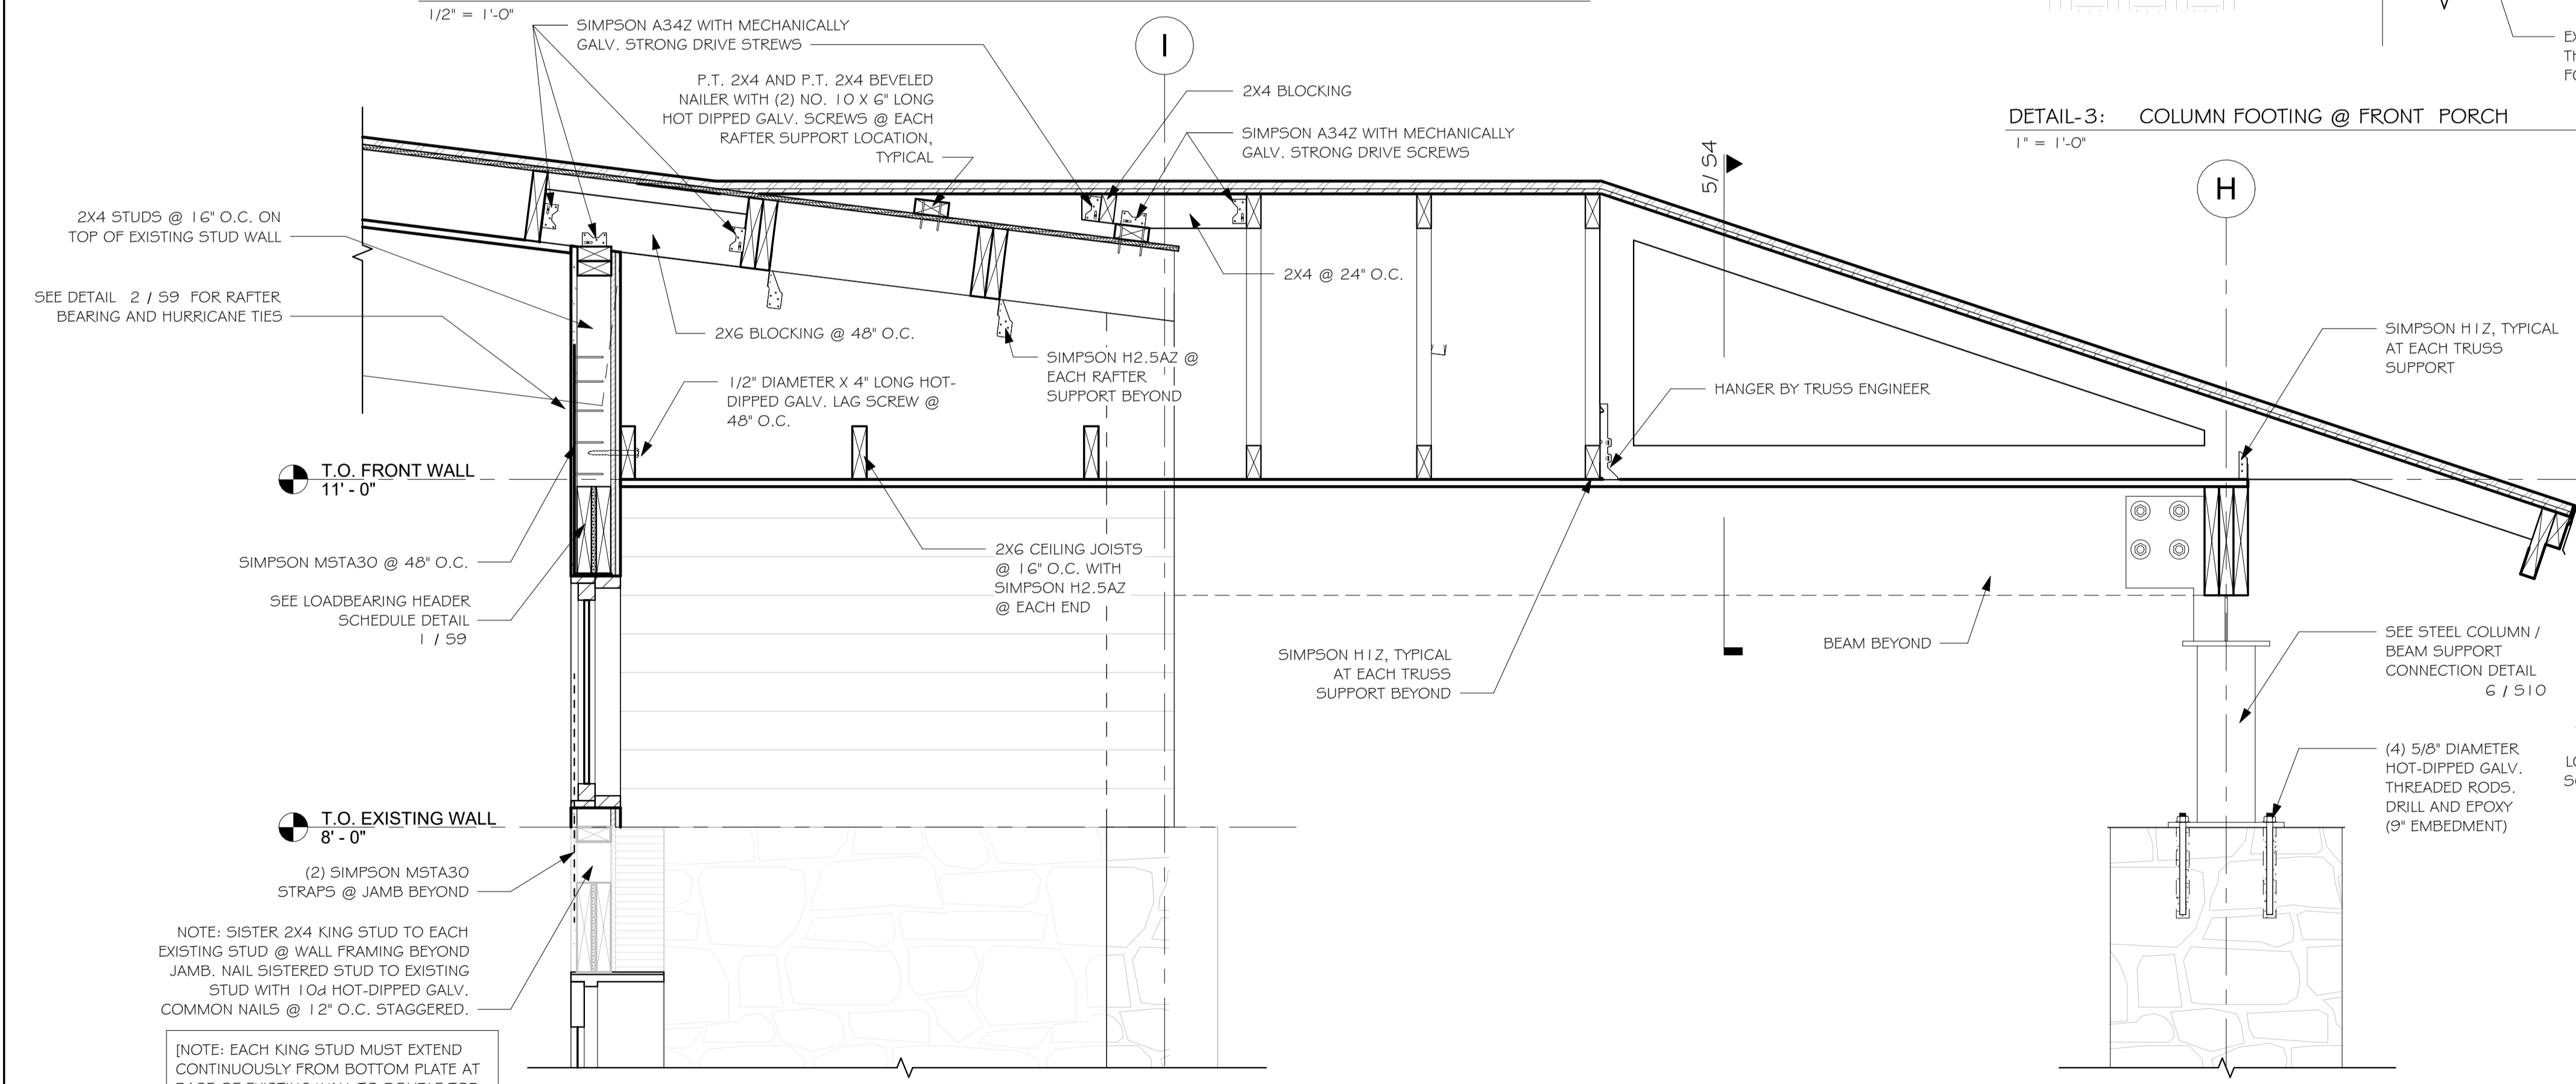 1/2" = 1'-0"
SIMPSON A34Z WITH MECHANICALLY
GALV. STRONG DRIVE STREWS
P.T. 2X4 AND P.T. 2X4 BEVELED
NAILER WITH (2) NO. 10 X 6" LONG
HOT DIPPED GALV. SCREWS @ EACH
RAFTER SUPPORT LOCATION,
TYPICAL
I
2X4 BLOCKING
SIMPSON A34Z WITH MECHANICALLY
GALV. STRONG DRIVE SCREWS
5/ S4
DETAIL-3: COLUMN FOOTING @ FRONT PORCH
1" = 1'-0"
H
2X4 STUDS @ 16" O.C. ON
TOP OF EXISTING STUD WALL
SEE DETAIL 2 / S9 FOR RAFTER
BEARING AND HURRICANE TIES
2X6 BLOCKING @ 48" O.C.
2X4 @ 24" O.C.
SIMPSON H2.5AZ @
EACH RAFTER
SUPPORT BEYOND
1/2" DIAMETER X 4" LONG HOT-
DIPPED GALV. LAG SCREW @
48" O.C.
HANGER BY TRUSS ENGINEER
SIMPSON H1Z, TYPICAL
AT EACH TRUSS
SUPPORT
T.O. FRONT WALL
11' - 0"
SIMPSON MSTA30 @ 48" O.C.
SEE LOADBEARING HEADER
SCHEDULE DETAIL
1 / S9
2X6 CEILING JOISTS
@ 16" O.C. WITH
SIMPSON H2.5AZ
@ EACH END
SIMPSON H1Z, TYPICAL
AT EACH TRUSS
SUPPORT BEYOND
BEAM BEYOND
SEE STEEL COLUMN /
BEAM SUPPORT
CONNECTION DETAIL
6 / S10
(4) 5/8" DIAMETER
HOT-DIPPED GALV.
THREADED RODS.
DRILL AND EPOXY
(9" EMBEDMENT)
T.O. EXISTING WALL
8' - 0"
(2) SIMPSON MSTA30
STRAPS @ JAMB BEYOND
NOTE: SISTER 2X4 KING STUD TO EACH
EXISTING STUD @ WALL FRAMING BEYOND
JAMB. NAIL SISTERED STUD TO EXISTING
STUD WITH 10d HOT-DIPPED GALV.
COMMON NAILS @ 12" O.C. STAGGERED.
[NOTE: EACH KING STUD MUST EXTEND
CONTINUOUSLY FROM BOTTOM PLATE AT